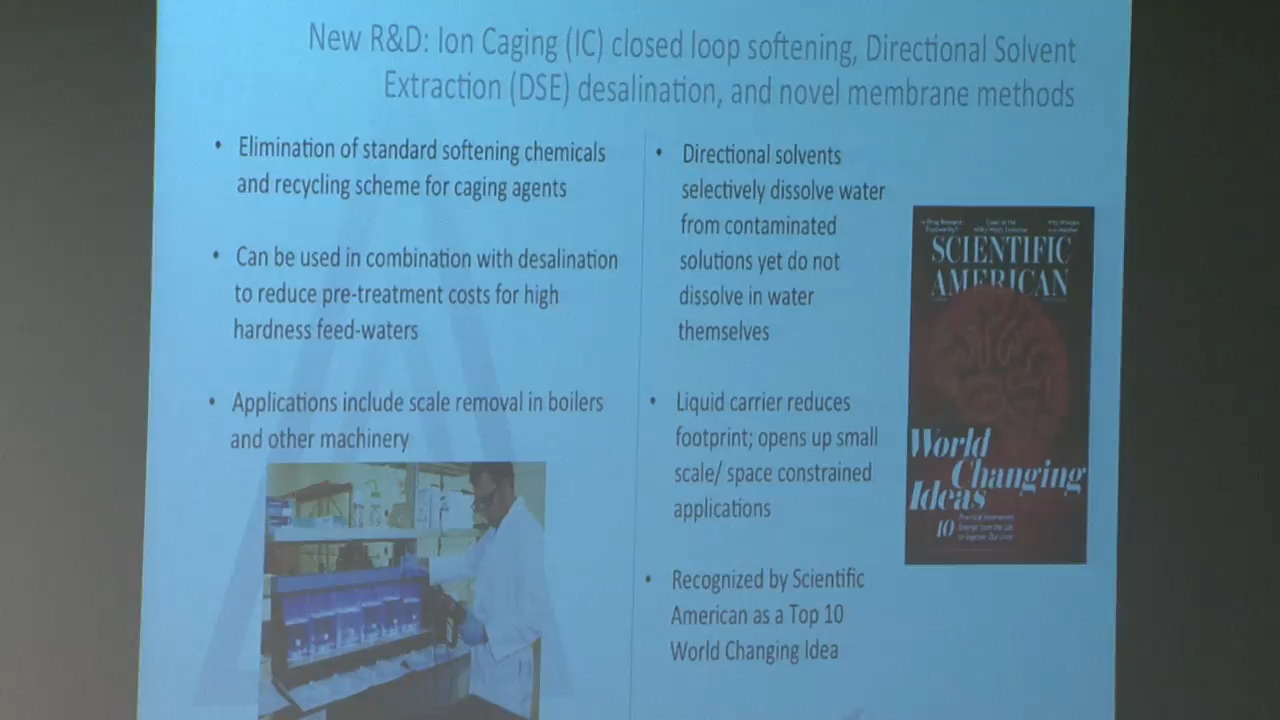 New R&D: Ion Caging (IC) closed loop softening, Directional Solvent
Extraction (DSE) desalination, and novel membrane methods
• Elimination of standard softening chemicals
and recycling scheme for caging agents
• Can be used in combination with desalination
to reduce pre-treatment costs for high
hardness feed-waters
• Applications include scale removal in boilers
and other machinery
• Directional solvents
selectively dissolve water
from contaminated
solutions yet do not
dissolve in water
themselves
• Liquid carrier reduces
footprint; opens up small
scale/ space constrained
applications
• Recognized by Scientific
American as a Top 10
World Changing Idea
SCIENTIFIC
AMERICAN
World
Changing
Ideas
10